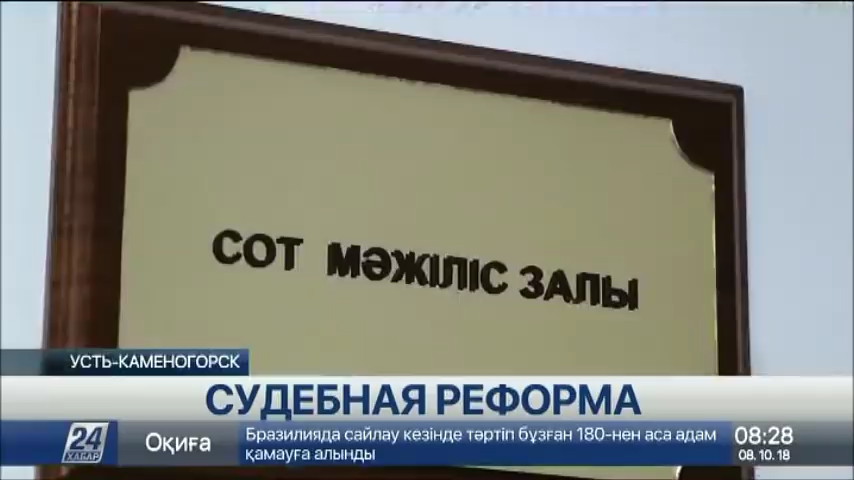 СОТ МӘЖІЛІС ЗАЛЫ
УСТЬ-КАМЕНОГОРСК
СУДЕБНАЯ РЕФОРМА
24
ХАБАР
Оқиға
Бразилияда сайлау кезінде тәртіп бұзған 180-нен аса адам
қамауға алынды
08:28
08.10.18